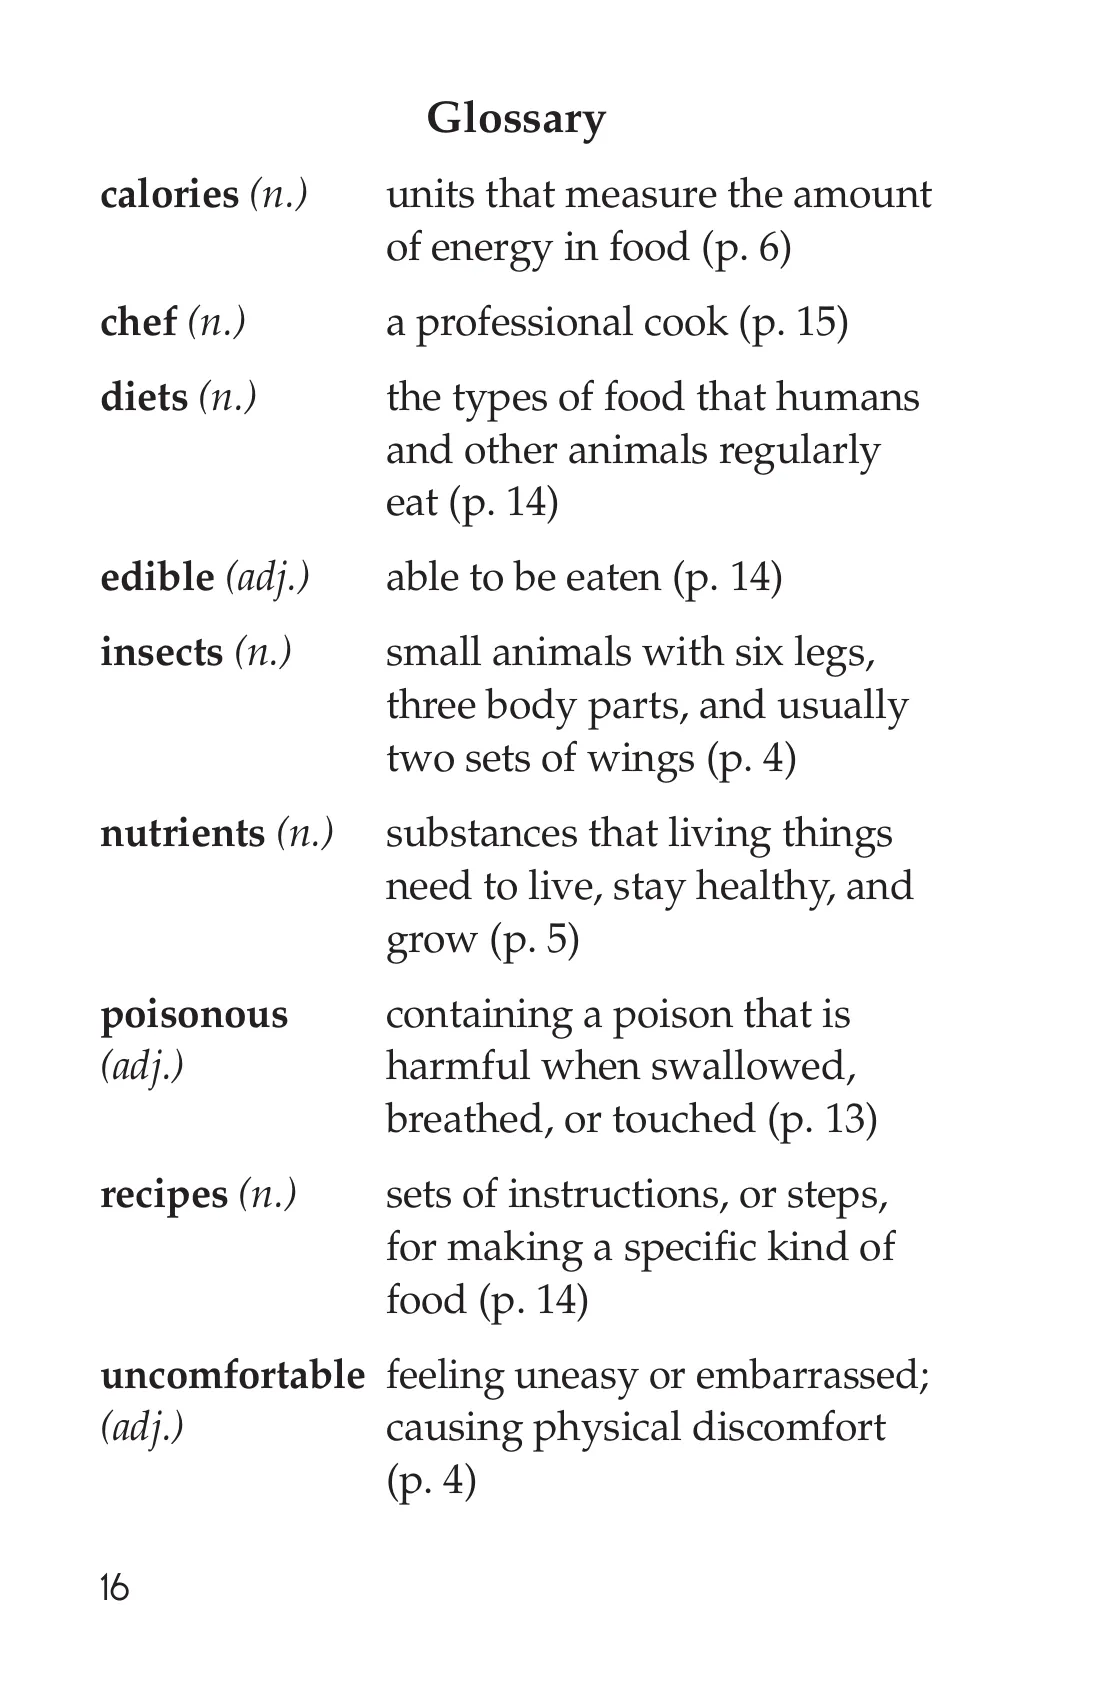 Glossary
calories (n.) units that measure the amount
of energy in food (p. 6)
chef (n.) a professional cook (p. 15)
diets (n.) the types of food that humans
and other animals regularly
eat (p. 14)
edible (adj.) able to be eaten (p. 14)
insects (n.) small animals with six legs,
three body parts, and usually
two sets of wings (p. 4)
nutrients (n.) substances that living things
need to live, stay healthy, and
grow (p. 5)
poisonous containing a poison that is
(adj.) harmful when swallowed,
breathed, or touched (p. 13)
recipes (n.) sets of instructions, or steps,
for making a specific kind of
food (p. 14)
uncomfortable feeling uneasy or embarrassed;
(adj.) causing physical discomfort
(p. 4)
16